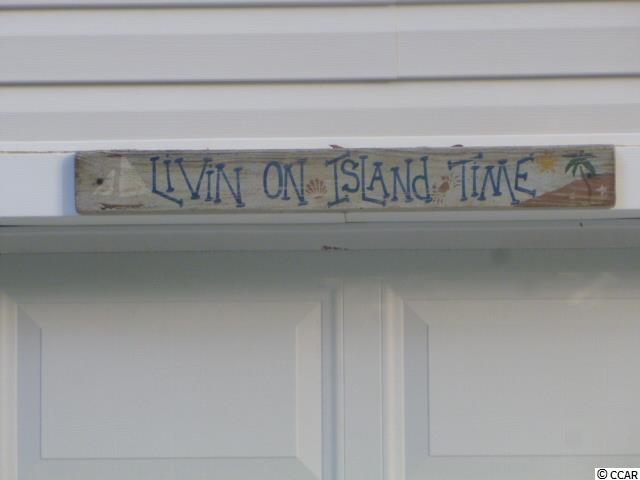 LIVIN ON ISLAND TIME
© CCAR